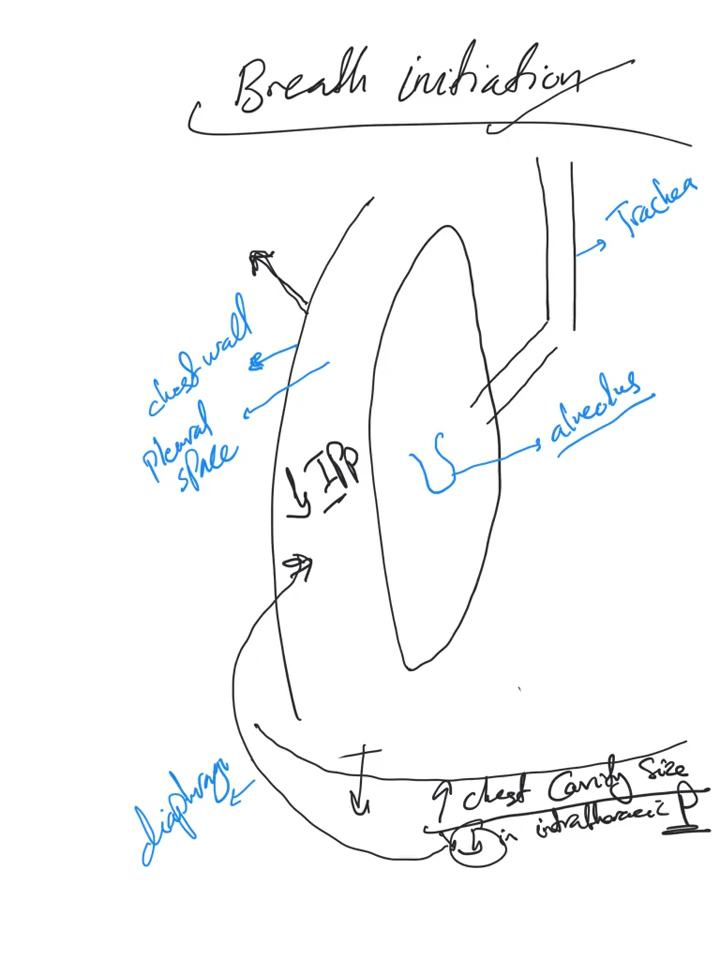 Breath initiation
Trachea
chest wall
pleural
space
alveolus
↓ IPP
diaphragm
↑ chest Cavity Size
↓ in intrathoracic P